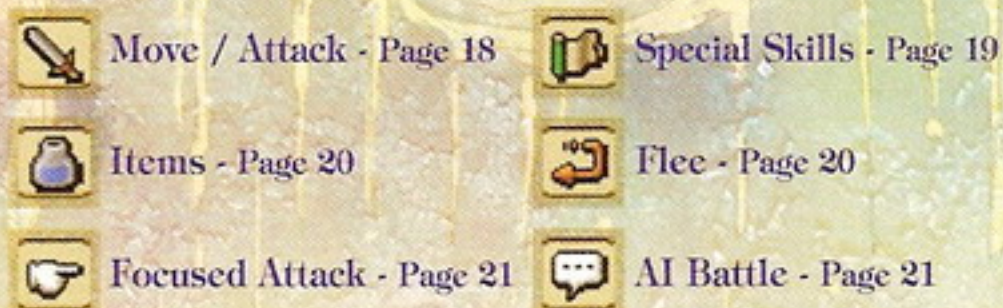 Move / Attack - Page 18
Special Skills - Page 19
Items - Page 20
Flee - Page 20
Focused Attack - Page 21
AI Battle - Page 21